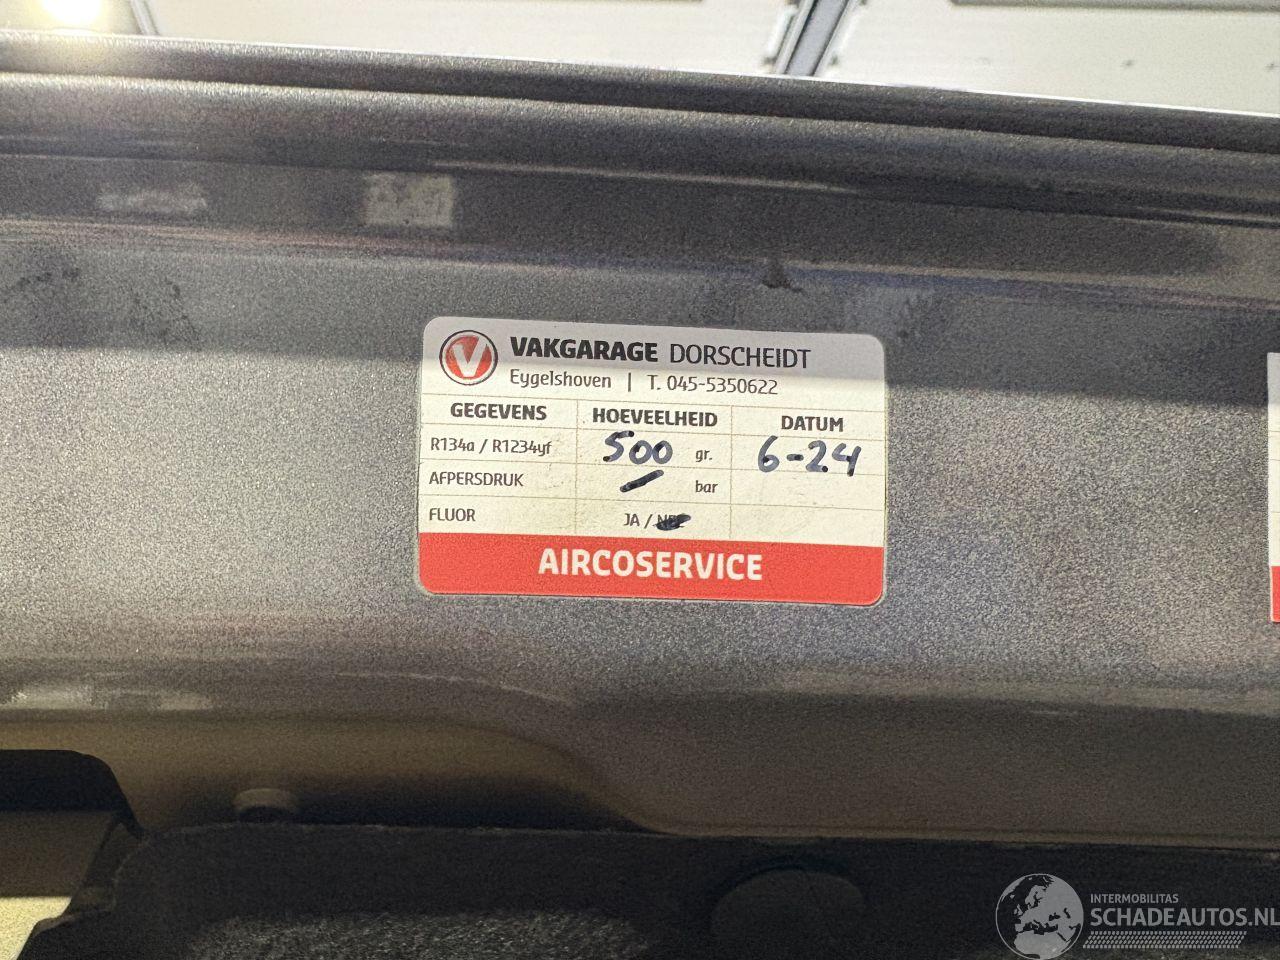 V VAKGARAGE DORSCHEIDT
Eygelshoven | T. 045-5350622
GEGEVENS HOEVEELHEID DATUM
R134a / R1234yf 500 gr. 6-24
AFPERSDRUK — bar
FLUOR JA / NEE
AIRCOSERVICE
INTERMOBILITAS
SCHADEAUTOS.NL